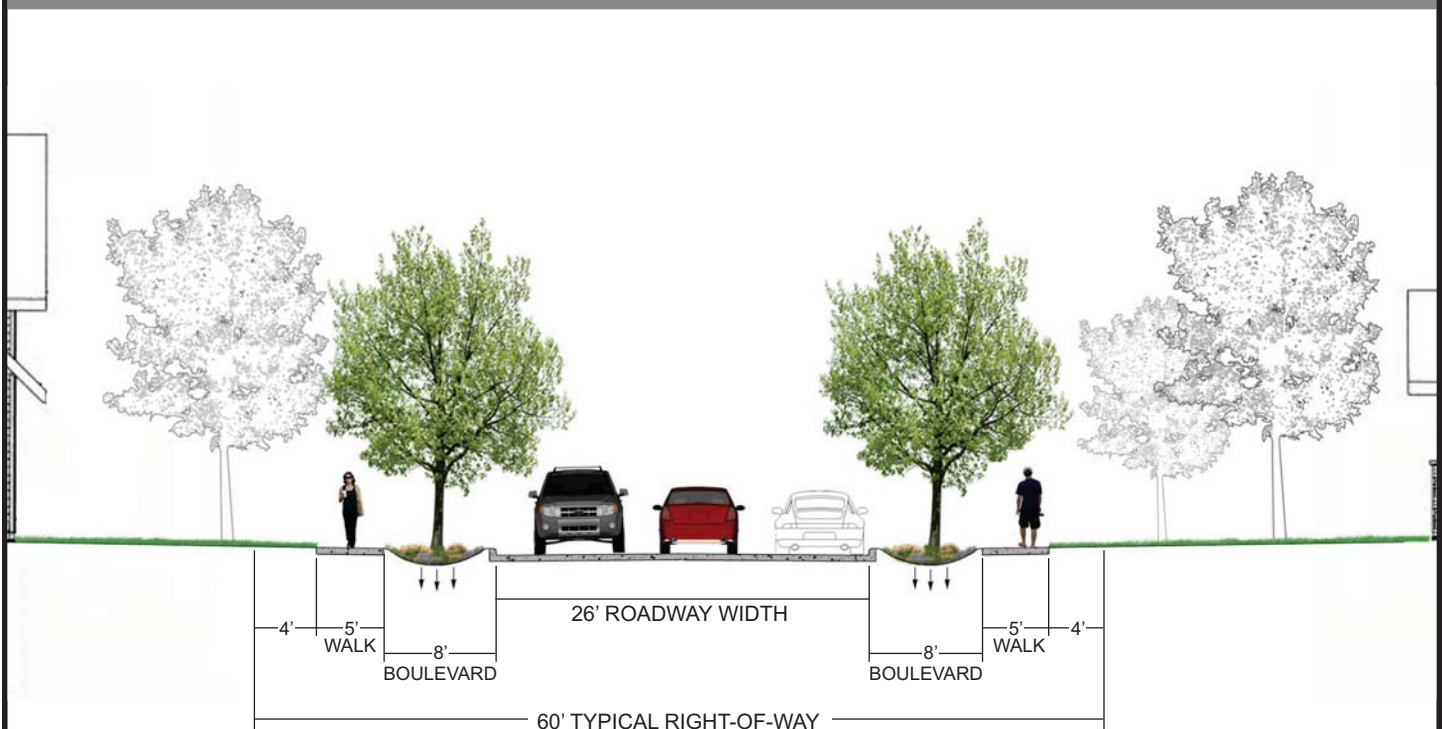 26’ ROADWAY WIDTH
4’ 5’ 5’ 4’
WALK WALK
8’ 8’
BOULEVARD BOULEVARD
60’ TYPICAL RIGHT-OF-WAY